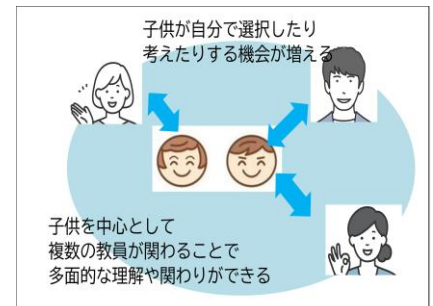 子供が自分で選択したり
考えたりする機会が増える
子供を中心として
複数の教員が関わることで
多面的な理解や関わりができる